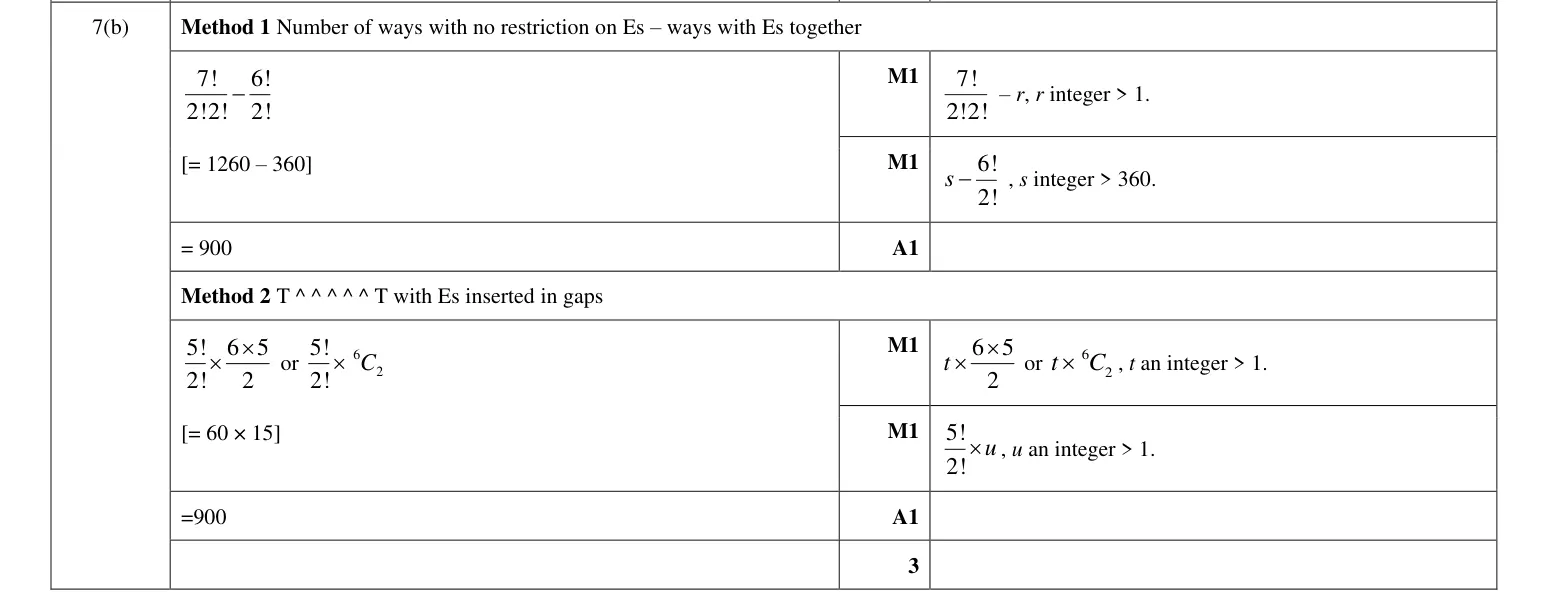 7(b) Method 1 Number of ways with no restriction on Es – ways with Es together
7!/(2!2!) – 6!/2! M1 7!/(2!2!) – r, r integer > 1.
[= 1260 – 360] M1 s – 6!/2! , s integer > 360.
= 900 A1
Method 2 T ^ ^ ^ ^ ^ T with Es inserted in gaps
5!/2! × (6×5)/2 or 5!/2! × ⁶C₂ M1 t × (6×5)/2 or t × ⁶C₂ , t an integer > 1.
[= 60 × 15] M1 5!/2! × u , u an integer > 1.
=900 A1
3